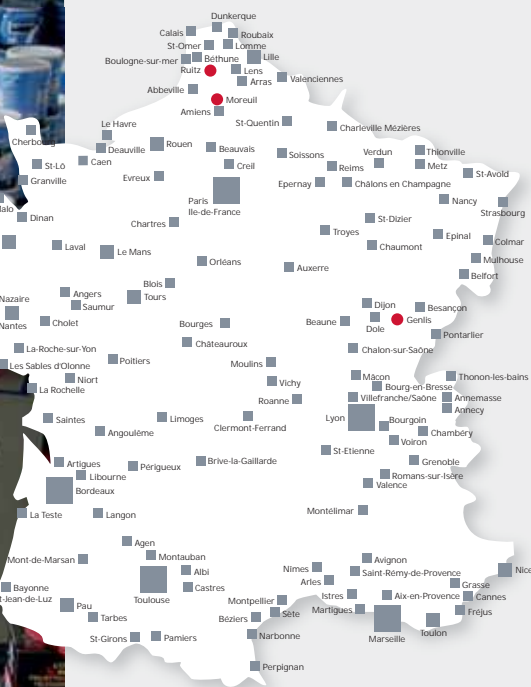 Dunkerque
Calais
Roubaix
St-Omer
Lomme
Boulogne-sur-mer
Béthune
Lille
Ruitz
Lens
Arras
Valenciennes
Abbeville
Moreuil
Amiens
St-Quentin
Le Havre
Charleville Mézières
Cherbourg
Deauville
Rouen
Beauvais
Soissons
Verdun
Thionville
St-Lô
Caen
Creil
Reims
Metz
St-Avold
Granville
Evreux
Epernay
Châlons en Champagne
Paris
Ile-de-France
Nancy
Strasbourg
alo
Dinan
Chartres
St-Dizier
Troyes
Epinal
Colmar
Laval
Le Mans
Chaumont
Orléans
Auxerre
Mulhouse
Belfort
Blois
Angers
Tours
Saumur
Nazaire
Nantes
Cholet
Bourges
Dijon
Besançon
Beaune
Dole
Genlis
Pontarlier
Châteauroux
La-Roche-sur-Yon
Chalon-sur-Saône
Les Sables d'Olonne
Poitiers
Moulins
Niort
La Rochelle
Vichy
Mâcon
Thonon-les-bains
Bourg-en-Bresse
Roanne
Villefranche/Saône
Annemasse
Annecy
Saintes
Limoges
Clermont-Ferrand
Lyon
Bourgoin
Angoulême
Chambéry
Voiron
St-Etienne
Artigues
Périgueux
Brive-la-Gaillarde
Grenoble
Libourne
Romans-sur-Isére
Bordeaux
Valence
La Teste
Langon
Montélimar
Agen
Mont-de-Marsan
Montauban
Avignon
Albi
Nimes
Saint-Rémy-de-Provence
Nice
Bayonne
Arles
Grasse
t-Jean-de-Luz
Castres
Toulouse
Istres
Aix-en-Provence
Cannes
Pau
Montpellier
Martigues
Fréjus
Tarbes
Béziers
Sète
Marseille
Toulon
St-Girons
Pamiers
Narbonne
Perpignan